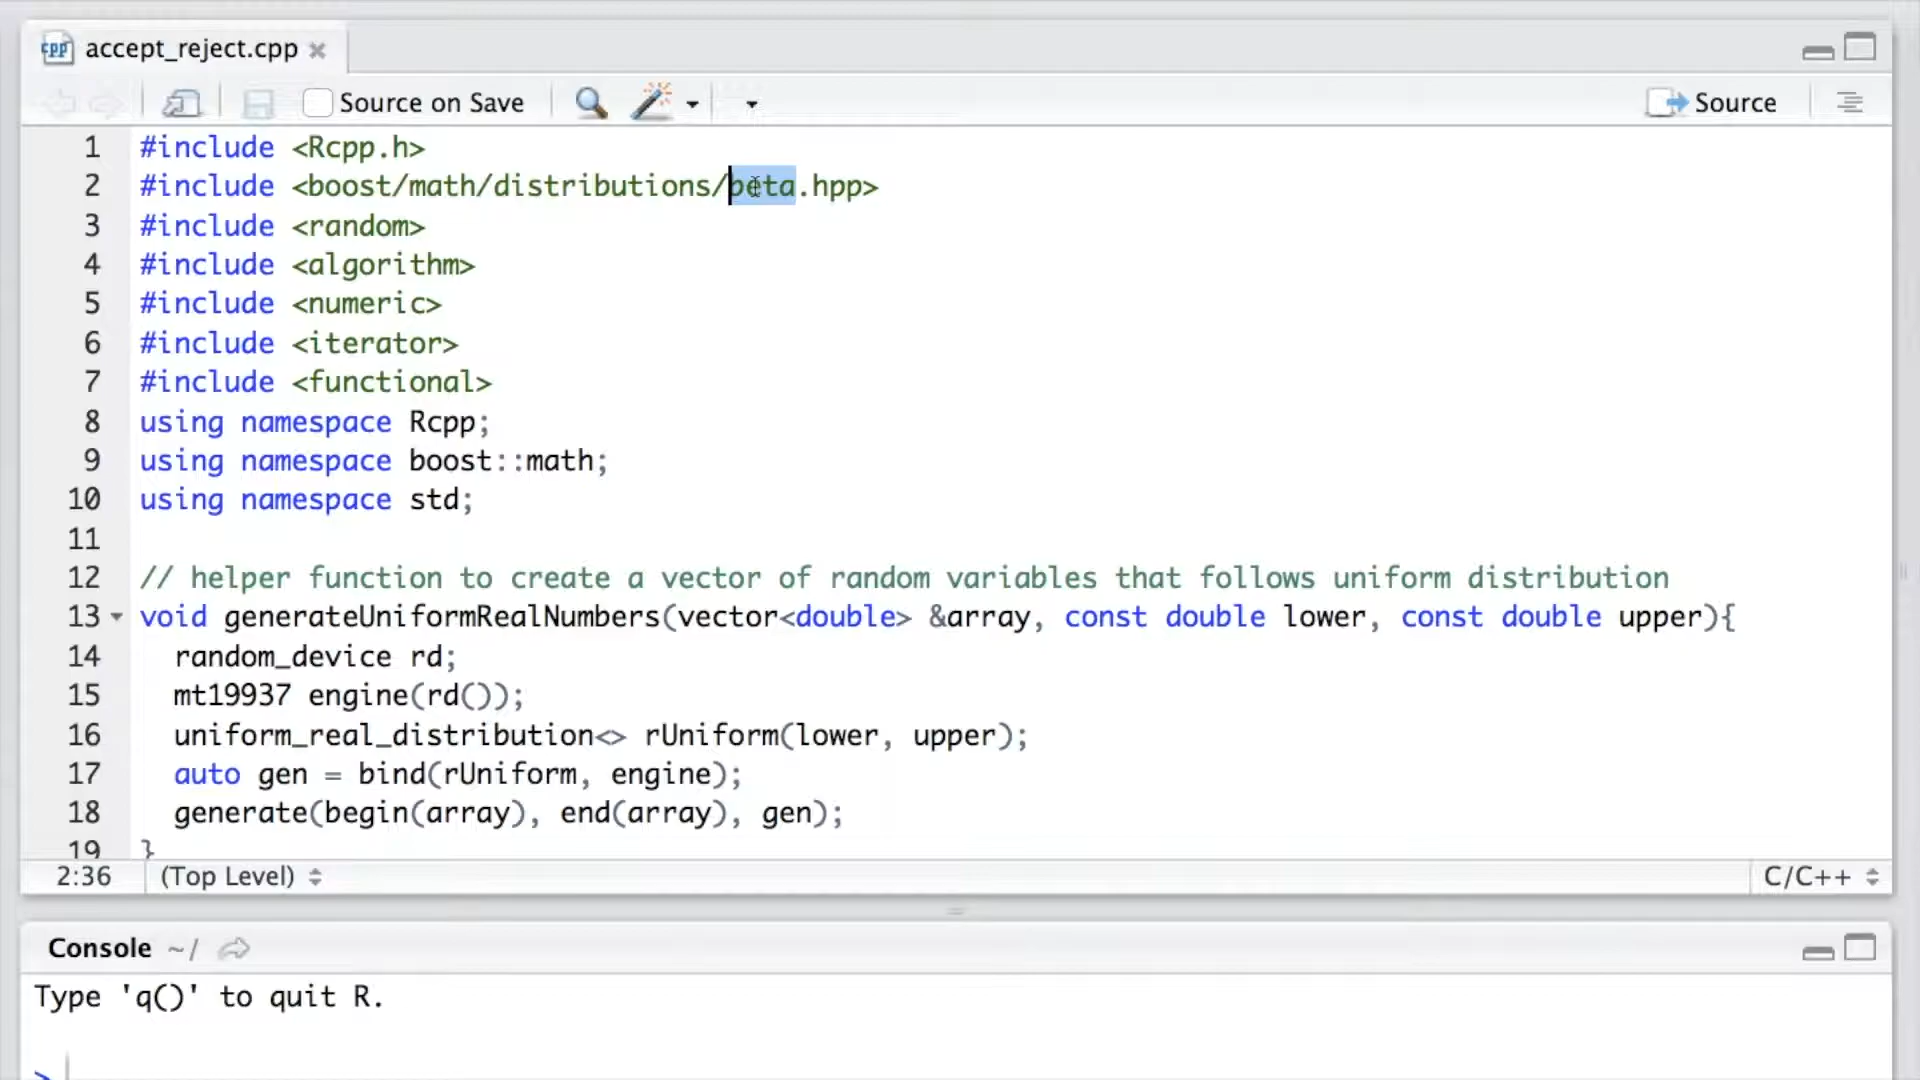 accept_reject.cpp
Source on Save
Source
1 #include <Rcpp.h>
2 #include <boost/math/distributions/beta.hpp>
3 #include <random>
4 #include <algorithm>
5 #include <numeric>
6 #include <iterator>
7 #include <functional>
8 using namespace Rcpp;
9 using namespace boost::math;
10 using namespace std;
11
12 // helper function to create a vector of random variables that follows uniform distribution
13 void generateUniformRealNumbers(vector<double> &array, const double lower, const double upper){
14 random_device rd;
15 mt19937 engine(rd());
16 uniform_real_distribution<> rUniform(lower, upper);
17 auto gen = bind(rUniform, engine);
18 generate(begin(array), end(array), gen);
19 }
2:36 (Top Level) C/C++
Console ~/
Type 'q()' to quit R.
>